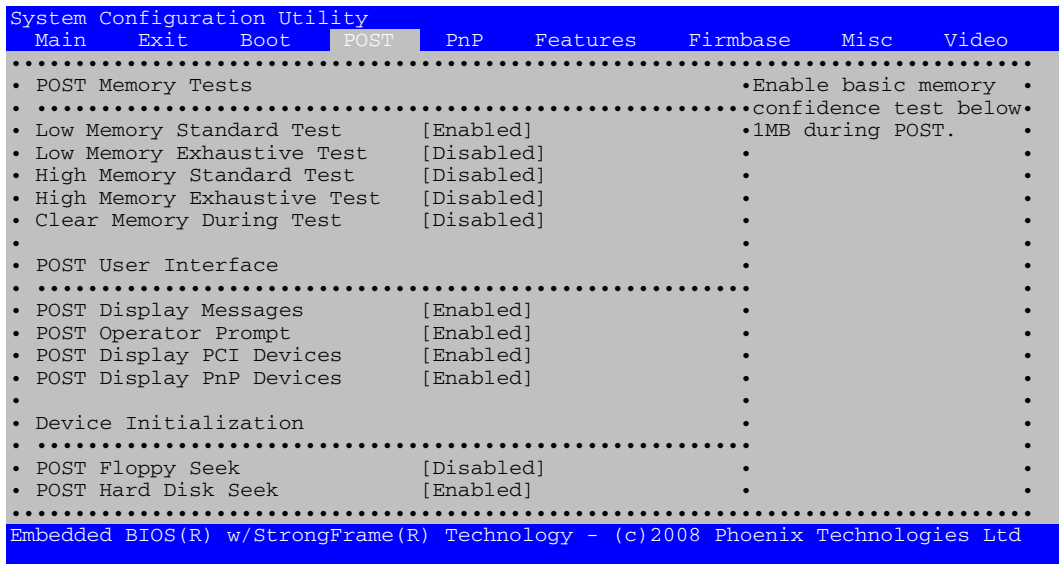 System Configuration Utility
Main Exit Boot POST PnP Features Firmbase Misc Video
POST Memory Tests
Low Memory Standard Test [Enabled]
Low Memory Exhaustive Test [Disabled]
High Memory Standard Test [Disabled]
High Memory Exhaustive Test [Disabled]
Clear Memory During Test [Disabled]
POST User Interface
POST Display Messages [Enabled]
POST Operator Prompt [Enabled]
POST Display PCI Devices [Enabled]
POST Display PnP Devices [Enabled]
Device Initialization
POST Floppy Seek [Disabled]
POST Hard Disk Seek [Enabled]
Enable basic memory
confidence test below
1MB during POST.
Embedded BIOS(R) w/StrongFrame(R) Technology - (c)2008 Phoenix Technologies Ltd